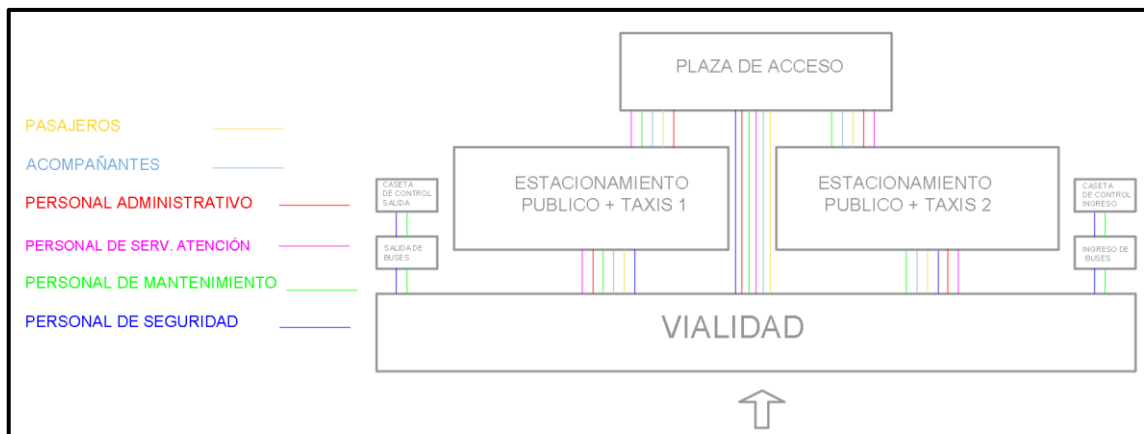 PLAZA DE ACCESO
PASAJEROS
ACOMPAÑANTES
PERSONAL ADMINISTRATIVO
PERSONAL DE SERV. ATENCIÓN
PERSONAL DE MANTENIMIENTO
PERSONAL DE SEGURIDAD
CASETA
DE CONTROL
SALIDA
SALIDA DE
BUSES
ESTACIONAMIENTO
PUBLICO + TAXIS 1
ESTACIONAMIENTO
PUBLICO + TAXIS 2
CASETA
DE CONTROL
INGRESO
INGRESO DE
BUSES
VIALIDAD